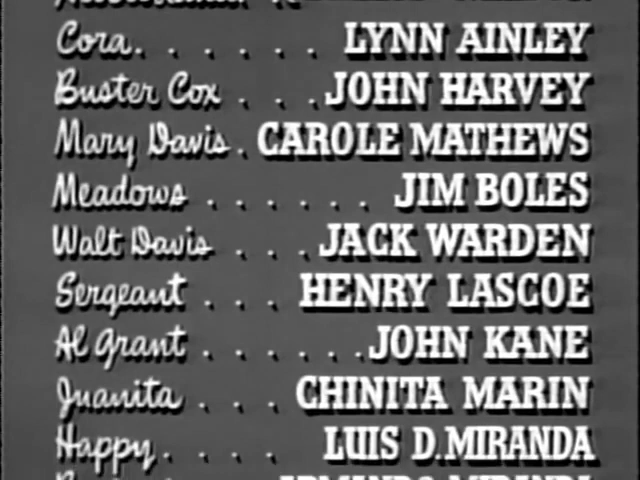 Cora. . . . . . . LYNN AINLEY
Buster Cox . . . JOHN HARVEY
Mary Davis . CAROLE MATHEWS
Meadows . . . . . . JIM BOLES
Walt Davis . . . JACK WARDEN
Sergeant . . . HENRY LASCOE
Al Grant . . . . . . JOHN KANE
Juanita . . . CHINITA MARIN
Happy. . . . LUIS D. MIRANDA